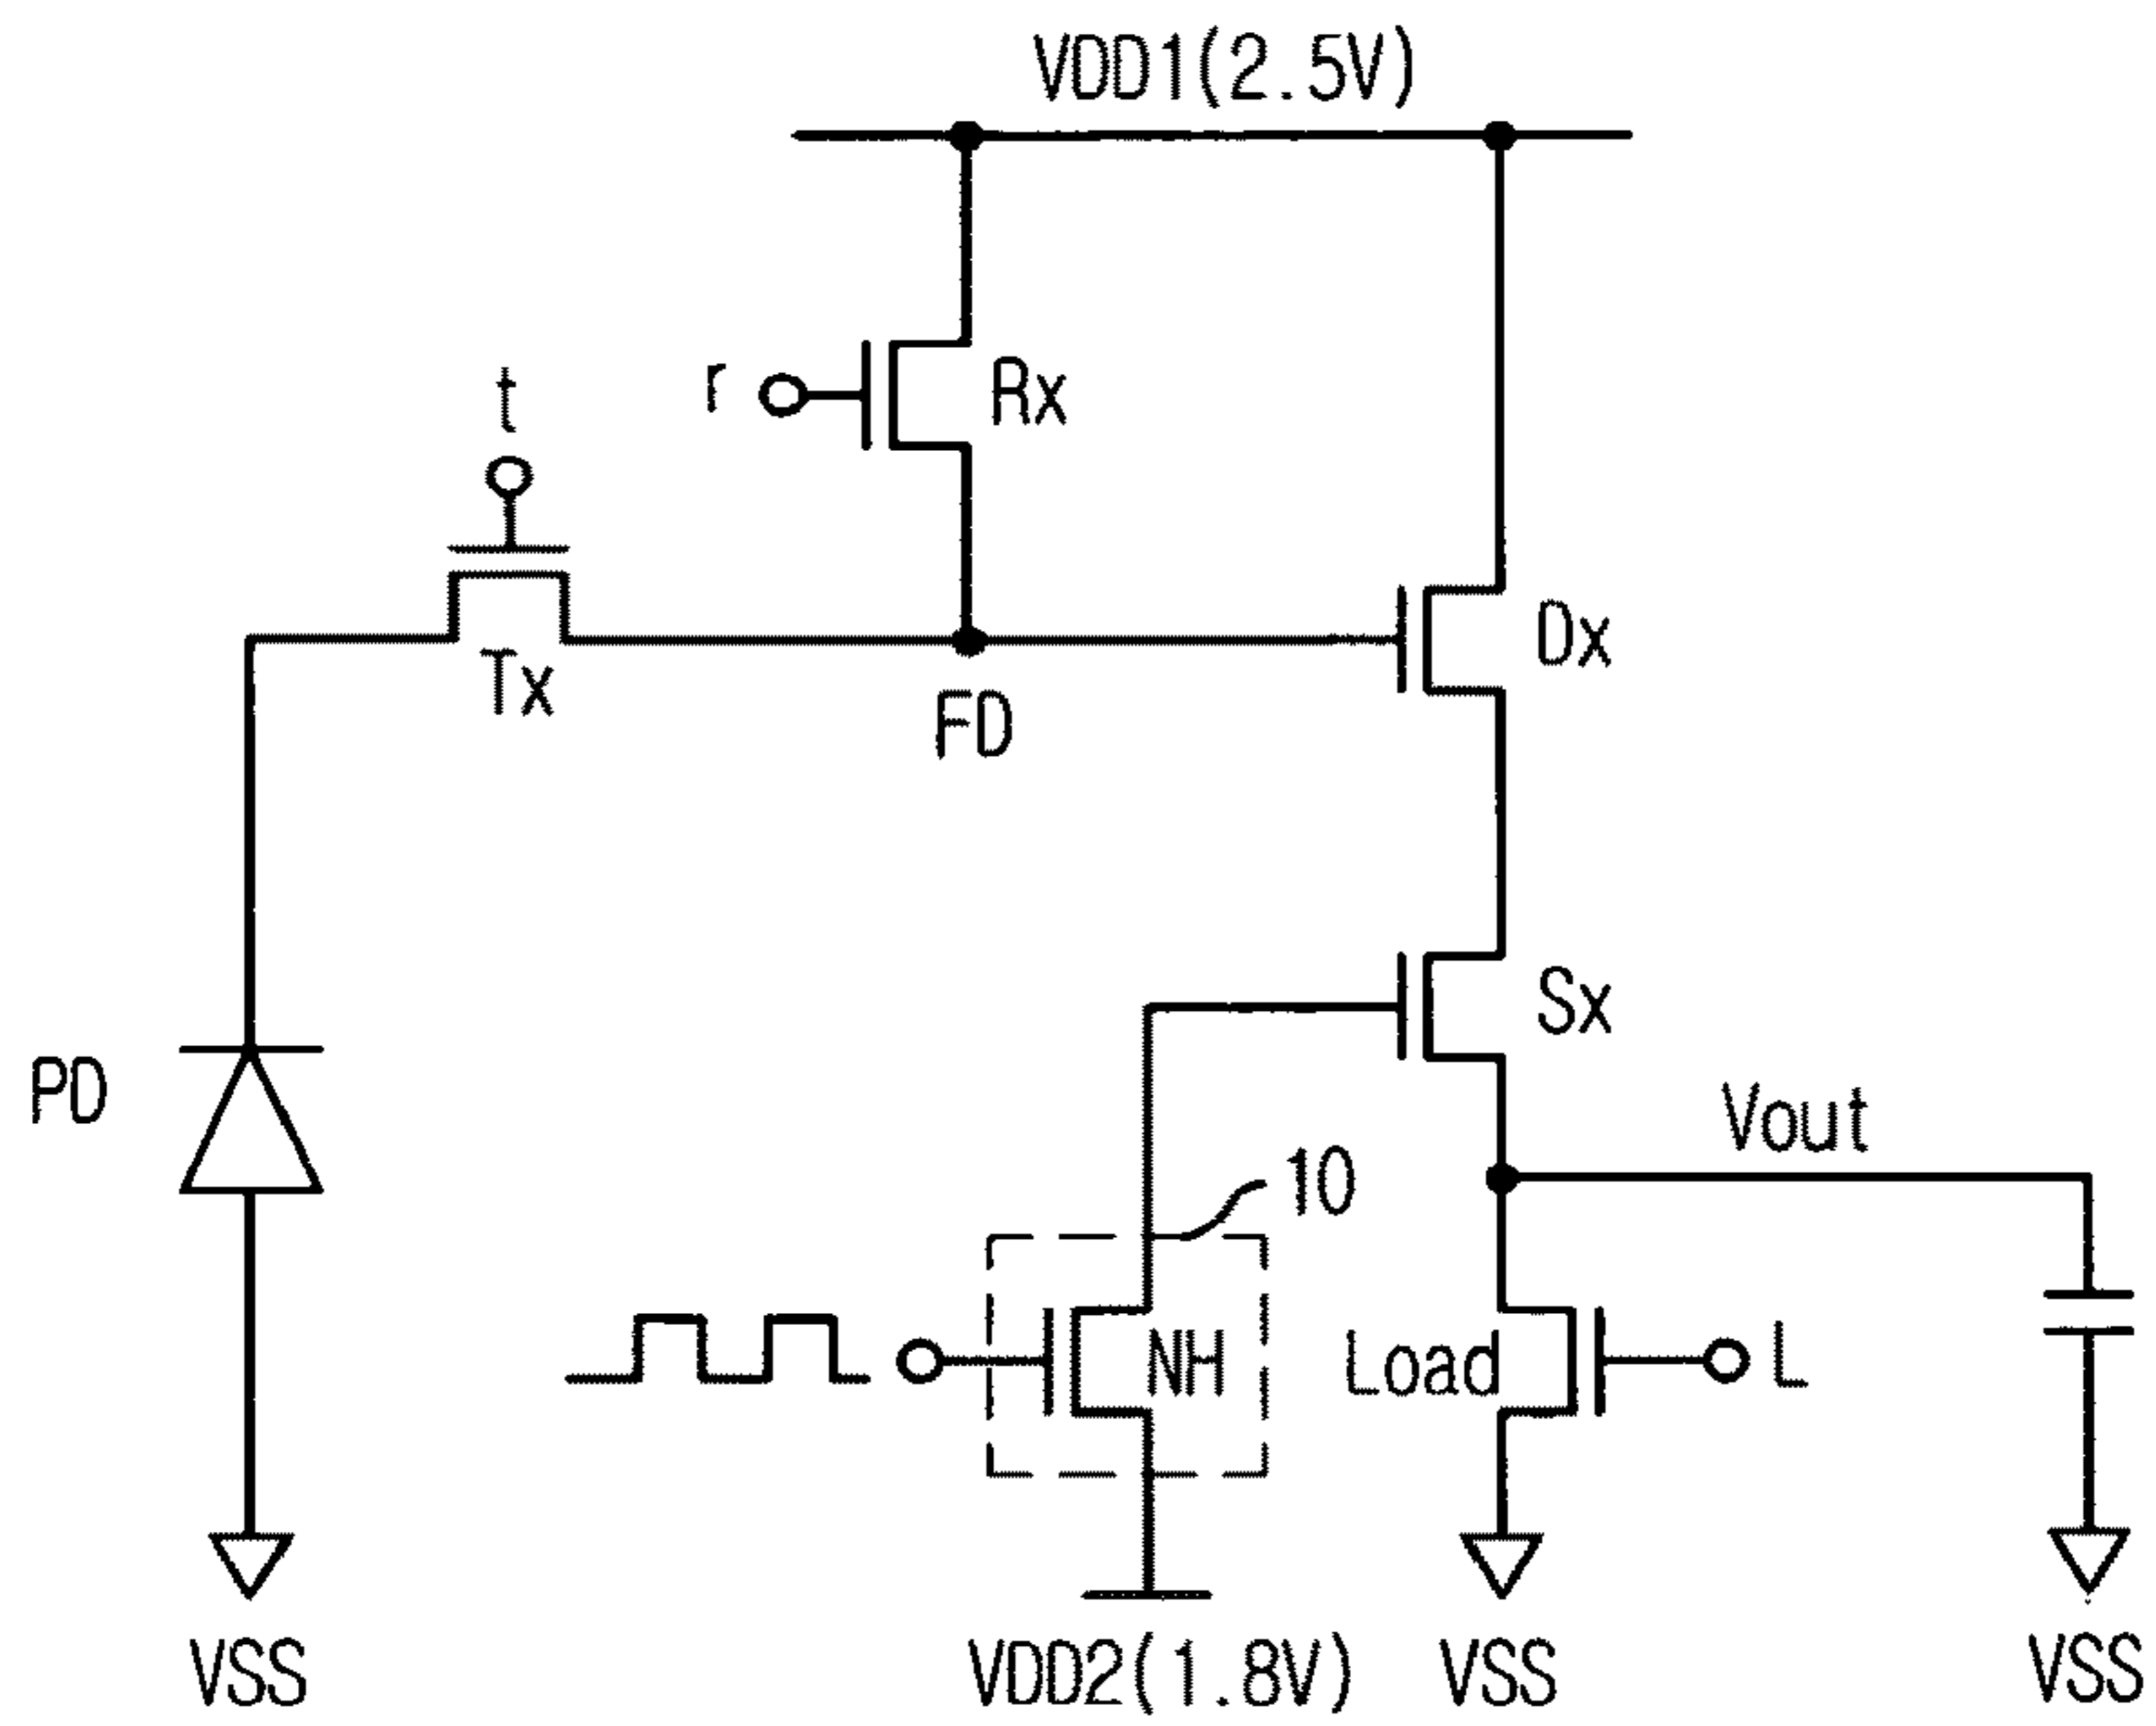 VDD1(2.5V)
t
r
Rx
Tx
FD
Dx
Sx
PD
Vout
10
NH
Load
L
VSS
VDD2(1.8V)
VSS
VSS